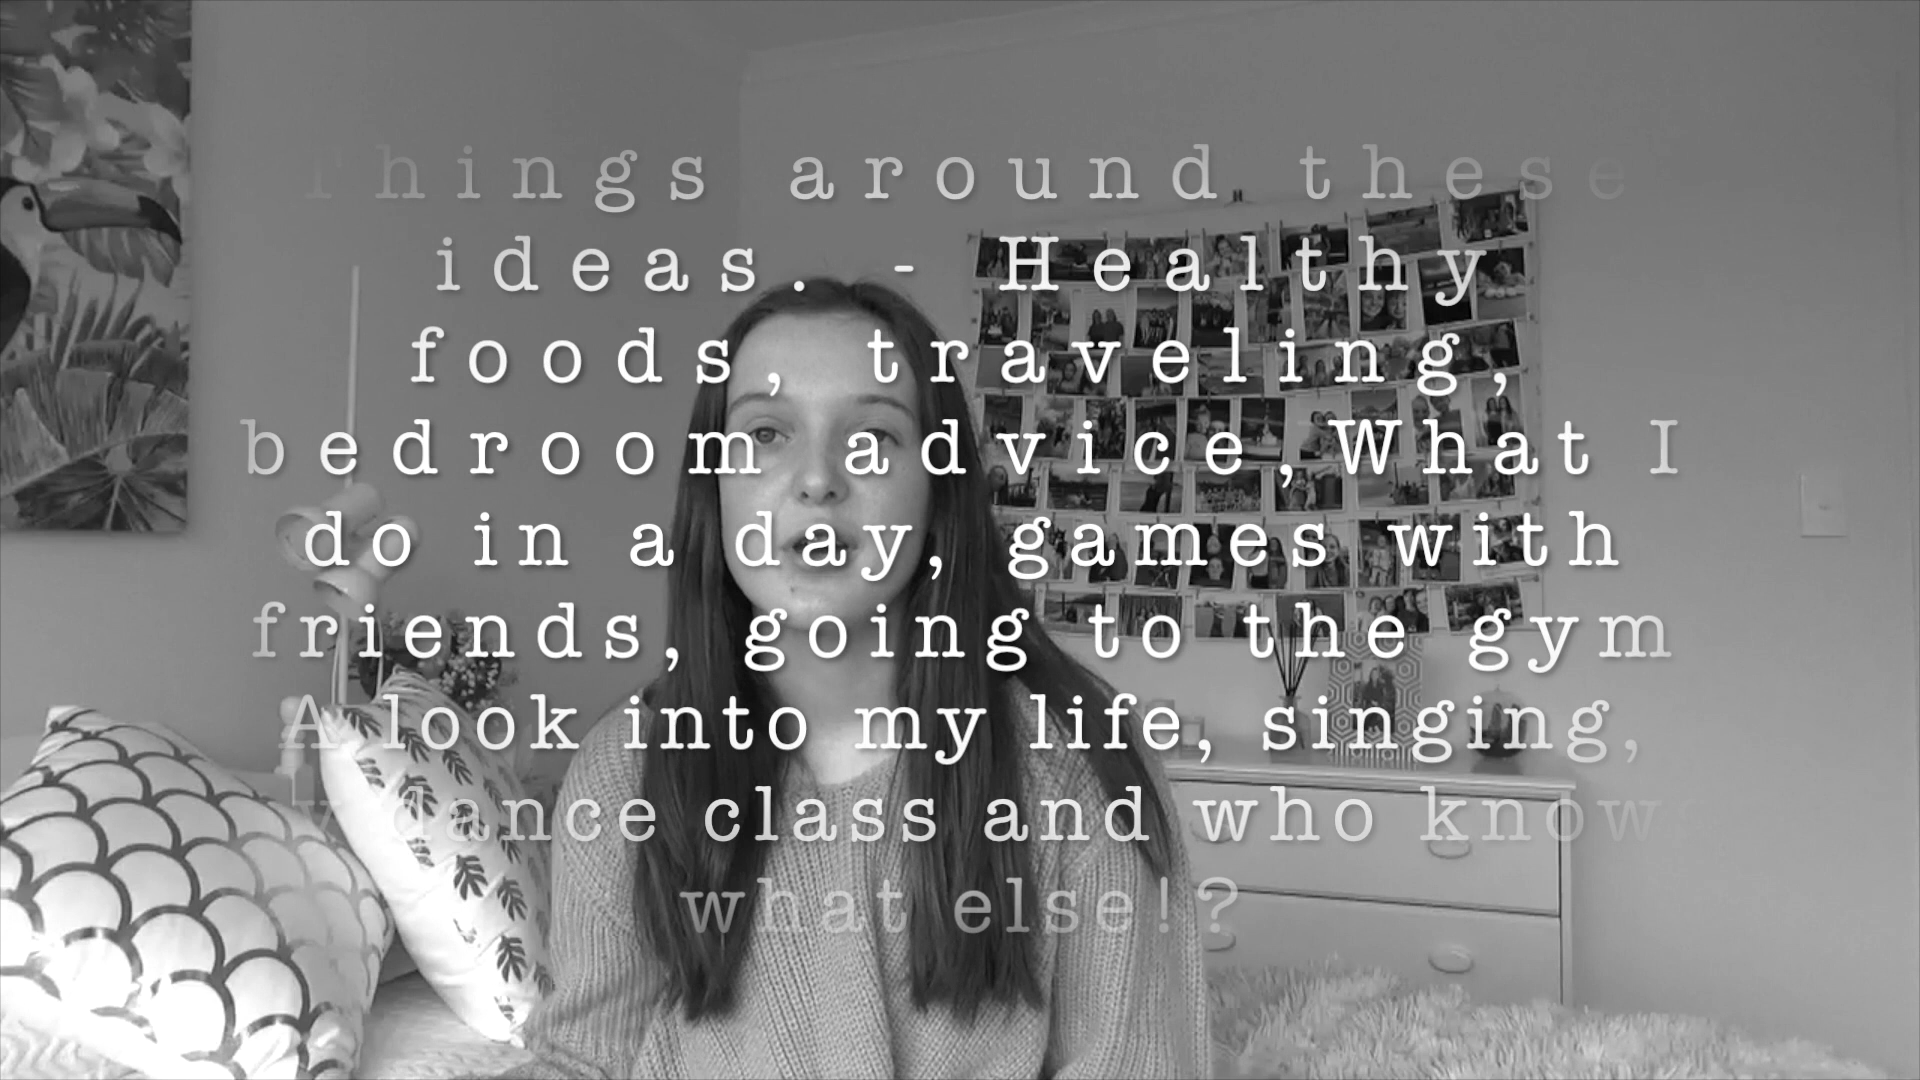 Things around these
ideas. - Healthy
foods, traveling,
bedroom advice,What I
do in a day, games with
friends, going to the gym
A look into my life, singing,
y dance class and who knows
what else!?